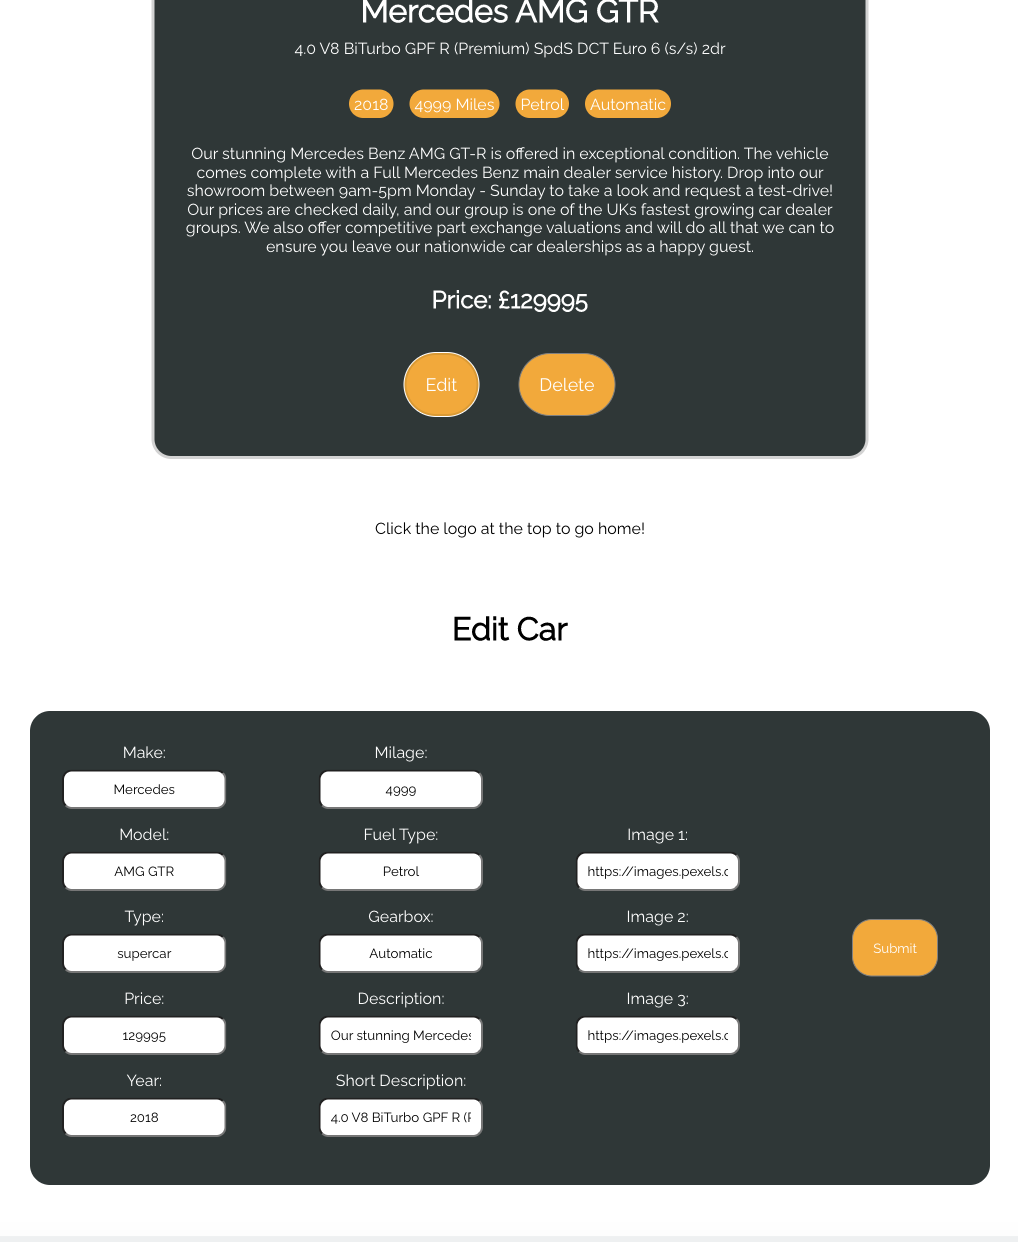 Mercedes AMG GTR
4.0 V8 BiTurbo GPF R (Premium) SpdS DCT Euro 6 (s/s) 2dr
2018 4999 Miles Petrol Automatic
Our stunning Mercedes Benz AMG GT-R is offered in exceptional condition. The vehicle
comes complete with a Full Mercedes Benz main dealer service history. Drop into our
showroom between 9am-5pm Monday - Sunday to take a look and request a test-drive!
Our prices are checked daily, and our group is one of the UKs fastest growing car dealer
groups. We also offer competitive part exchange valuations and will do all that we can to
ensure you leave our nationwide car dealerships as a happy guest.
Price: £129995
Edit Delete
Click the logo at the top to go home!
Edit Car
Make:
Mercedes
Model:
AMG GTR
Type:
supercar
Price:
129995
Year:
2018
Milage:
4999
Fuel Type:
Petrol
Gearbox:
Automatic
Description:
Our stunning Mercedes
Short Description:
4.0 V8 BiTurbo GPF R (P
Image 1:
https://images.pexels.c
Image 2:
https://images.pexels.c
Image 3:
https://images.pexels.c
Submit